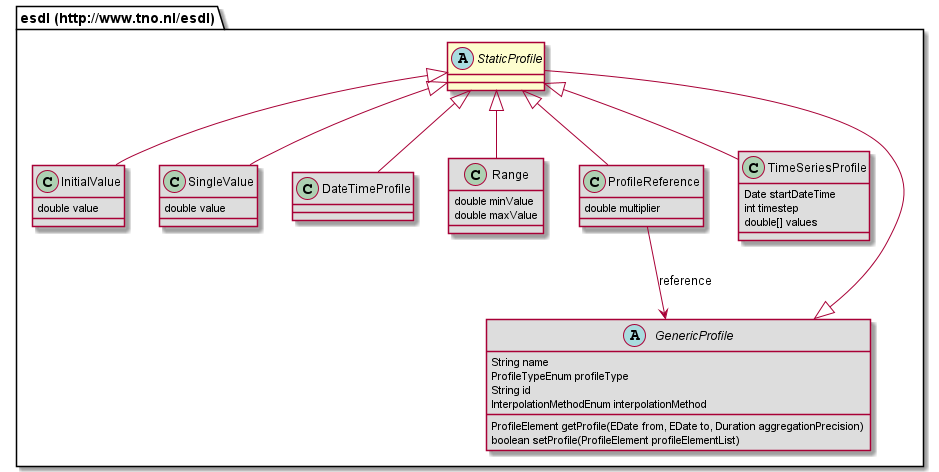 esdl (http://www.tno.nl/esdl)
A StaticProfile
C InitialValue
double value
C SingleValue
double value
C DateTimeProfile
C Range
double minValue
double maxValue
C ProfileReference
double multiplier
C TimeSeriesProfile
Date startDateTime
int timestep
double[] values
reference
A GenericProfile
String name
ProfileTypeEnum profileType
String id
InterpolationMethodEnum interpolationMethod
ProfileElement getProfile(EDate from, EDate to, Duration aggregationPrecision)
boolean setProfile(ProfileElement profileElementList)